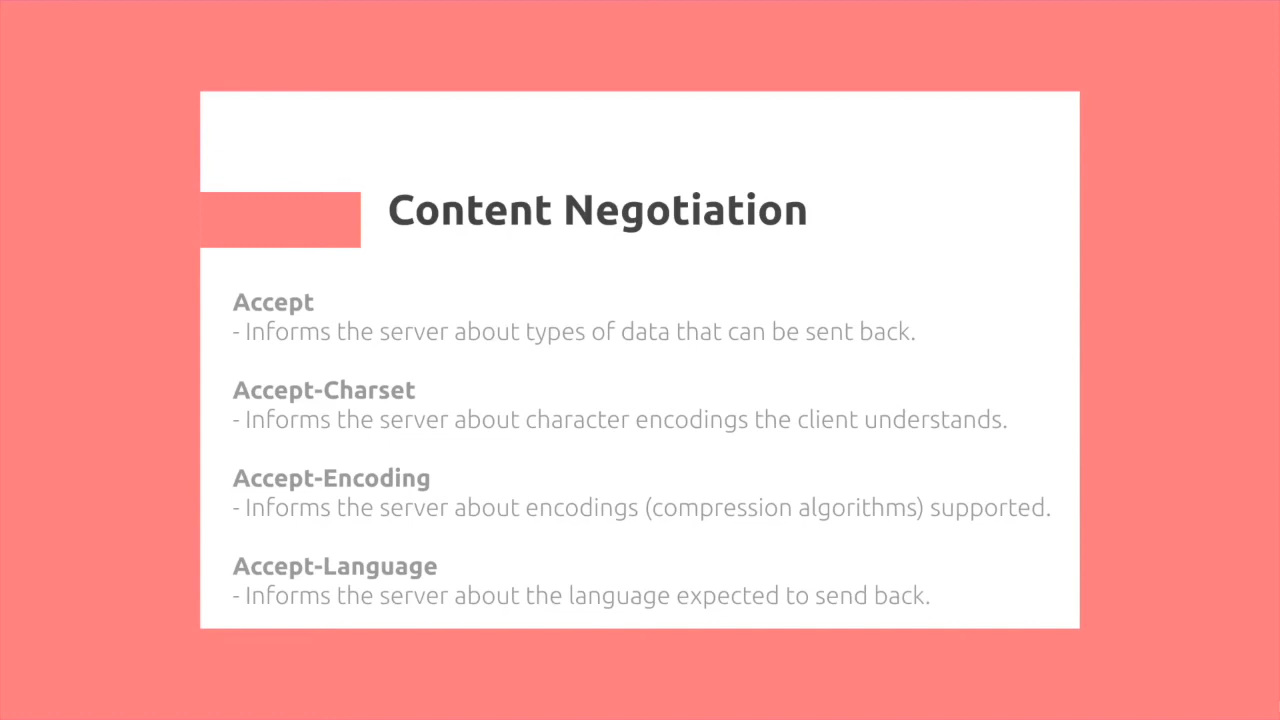 Content Negotiation
Accept
- Informs the server about types of data that can be sent back.
Accept-Charset
- Informs the server about character encodings the client understands.
Accept-Encoding
- Informs the server about encodings (compression algorithms) supported.
Accept-Language
- Informs the server about the language expected to send back.